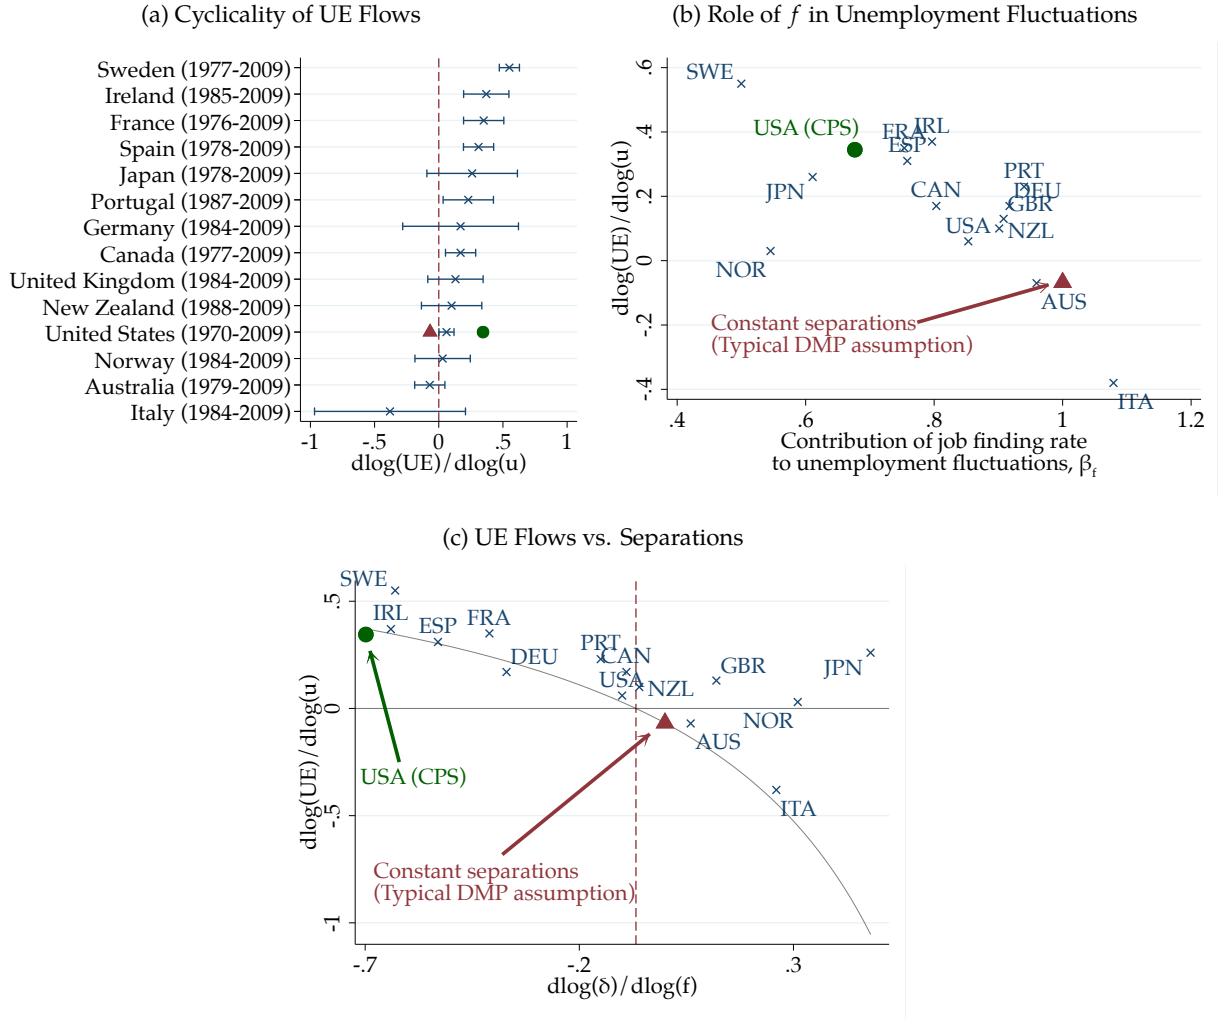 (a) Cyclicality of UE Flows
Sweden (1977-2009)
Ireland (1985-2009)
France (1976-2009)
Spain (1978-2009)
Japan (1978-2009)
Portugal (1987-2009)
Germany (1984-2009)
Canada (1977-2009)
United Kingdom (1984-2009)
New Zealand (1988-2009)
United States (1970-2009)
Norway (1984-2009)
Australia (1979-2009)
Italy (1984-2009)
-1 -.5 0 .5 1
dlog(UE)/dlog(u)
(b) Role of f in Unemployment Fluctuations
dlog(UE)/dlog(u)
.6
.4
.2
0
-.2
-.4
SWE
USA (CPS)
FRA
IRL
ESP
JPN
CAN
PRT
DEU
GBR
USA
NZL
NOR
AUS
Constant separations
(Typical DMP assumption)
ITA
.4 .6 .8 1 1.2
Contribution of job finding rate
to unemployment fluctuations, βf
(c) UE Flows vs. Separations
dlog(UE)/dlog(u)
.5
0
-.5
-1
SWE
IRL
ESP
FRA
DEU
PRT
CAN
USA
NZL
GBR
JPN
NOR
AUS
USA (CPS)
ITA
Constant separations
(Typical DMP assumption)
-.7 -.2 .3
dlog(δ)/dlog(f)